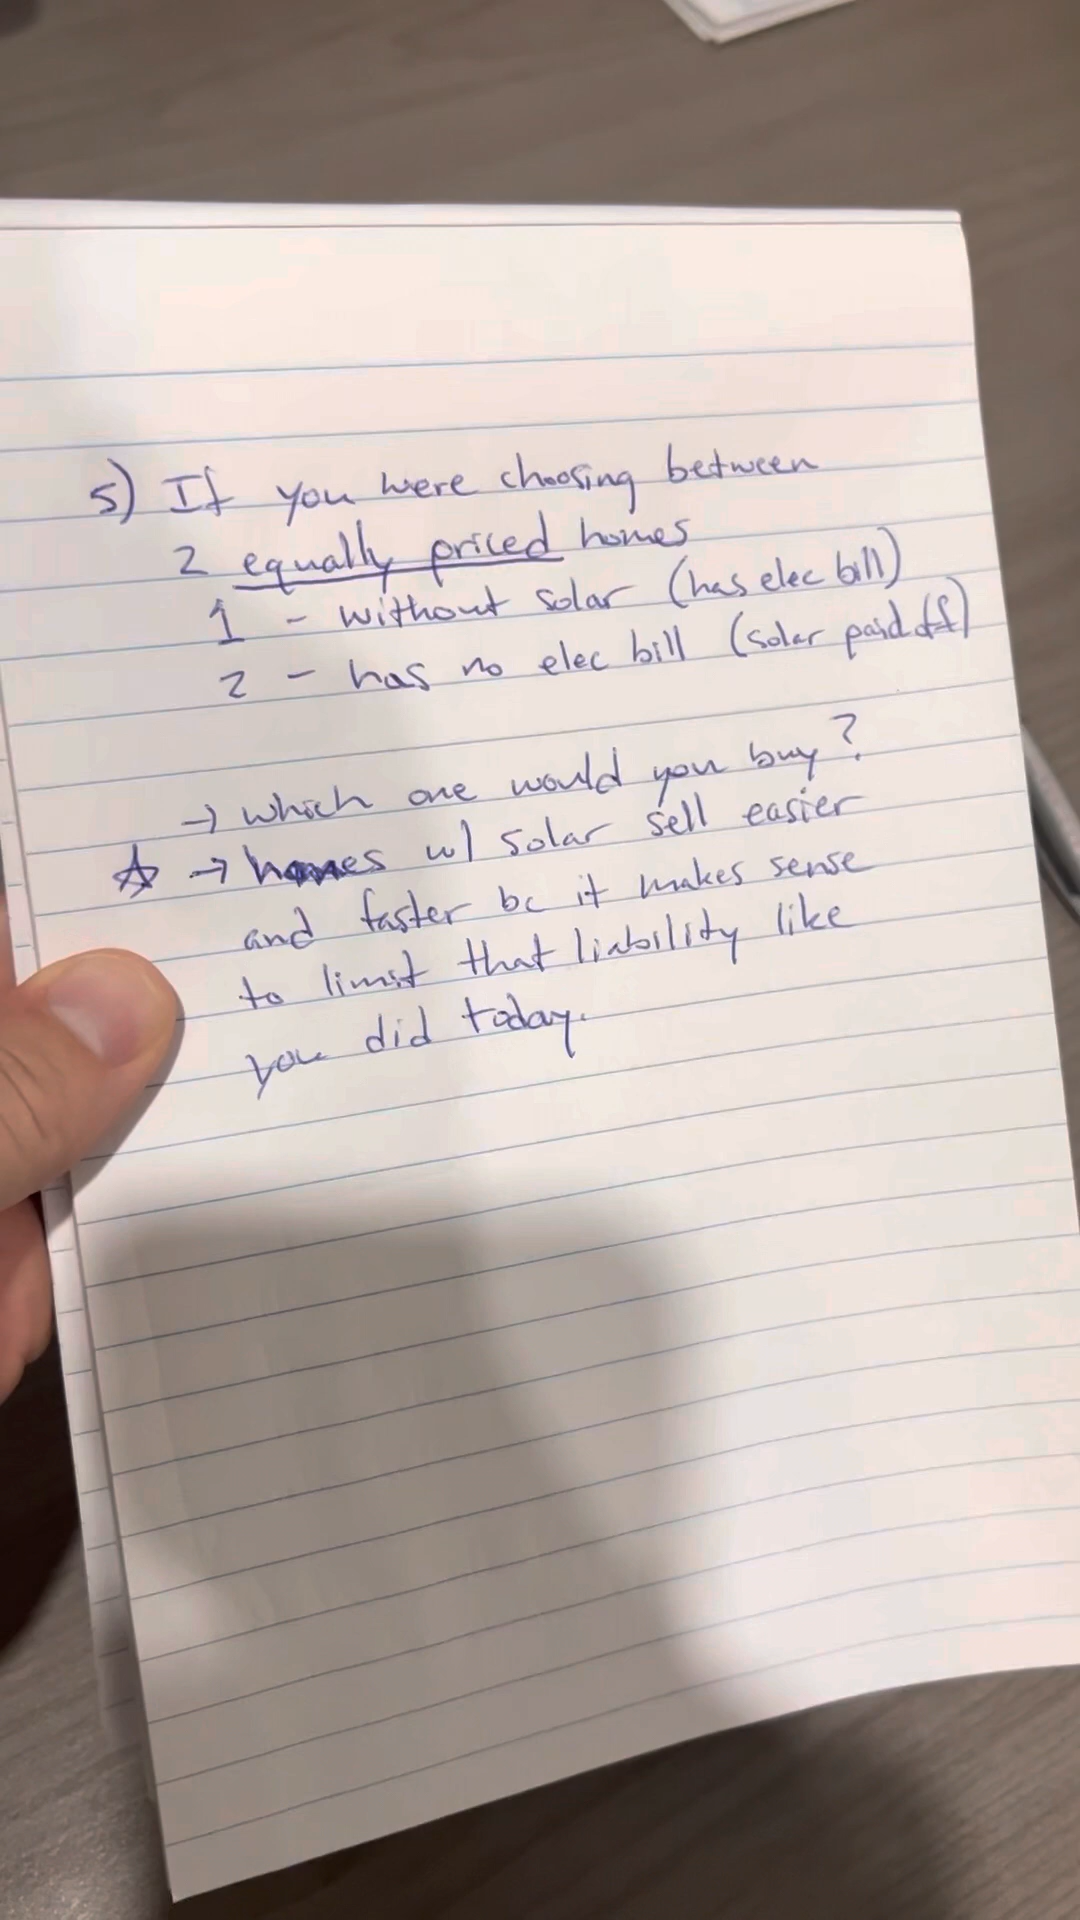 5) If you were choosing between
2 equally priced homes
1 - without solar (has elec bill)
2 - has no elec bill (solar paid off)
→ which one would you buy?
☆ → homes w/ solar sell easier
and faster bc it makes sense
to limit that liability like
you did today.